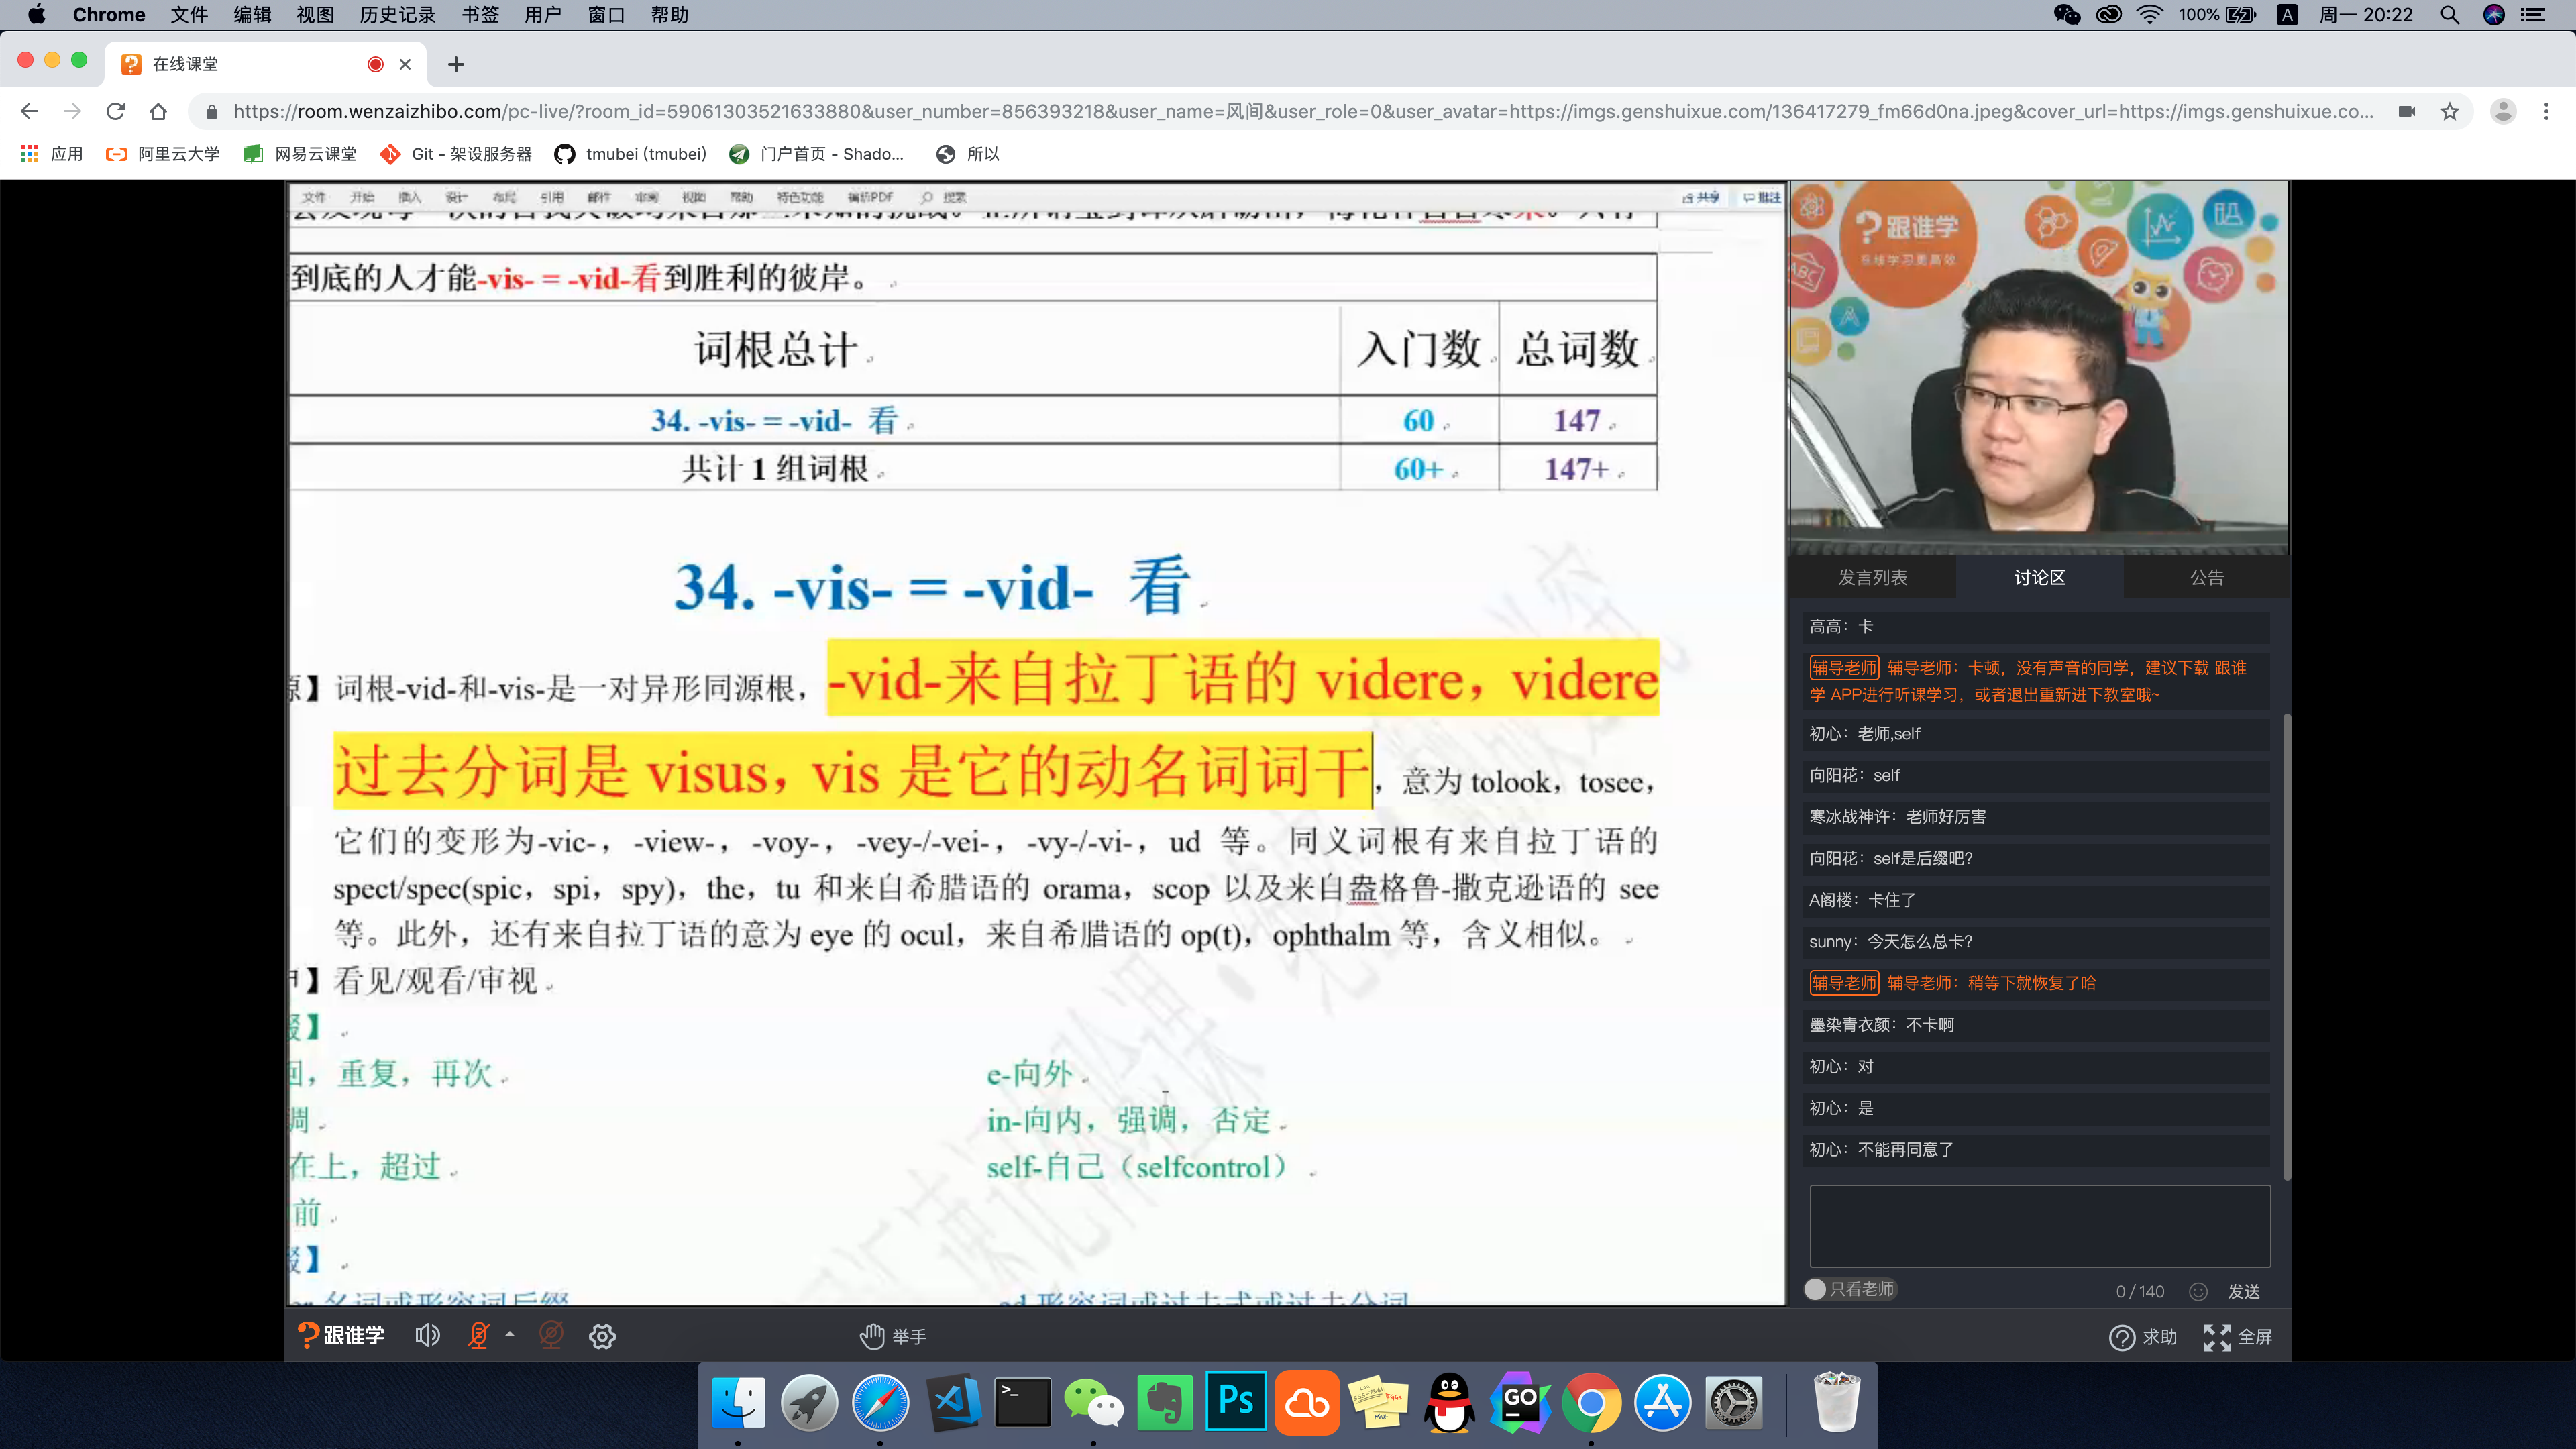 Chrome 文件 编辑 视图 历史记录 书签 用户 窗口 帮助 100% A 周一 20:22
在线课堂
https://room.wenzaizhibo.com/pc-live/?room_id=59061303521633880&user_number=856393218&user_name=风间&user_role=0&user_avatar=https://imgs.genshuixue.com/136417279_fm66d0na.jpeg&cover_url=https://imgs.genshuixue.co...
应用 阿里云大学 网易云课堂 Git - 架设服务器 tmubei (tmubei) 门户首页 - Shado... 所以
文件 开始 插入 设计 布局 引用 邮件 审阅 视图 帮助 特色功能 编辑PDF 搜索 共享 批注
到底的人才能-vis- = -vid-看到胜利的彼岸。
词根总计 入门数 总词数
34. -vis- = -vid- 看 60 147
共计 1 组词根 60+ 147+
34. -vis- = -vid- 看
】词根-vid-和-vis-是一对异形同源根，-vid-来自拉丁语的 videre，videre
过去分词是 visus，vis 是它的动名词词干，意为 tolook，tosee，
它们的变形为-vic-，-view-，-voy-，-vey-/-vei-，-vy-/-vi-，ud 等。同义词根有来自拉丁语的
spect/spec(spic，spi，spy)，the，tu 和来自希腊语的 orama，scop 以及来自盎格鲁-撒克逊语的 see
等。此外，还有来自拉丁语的意为 eye 的 ocul，来自希腊语的 op(t)，ophthalm 等，含义相似。
】看见/观看/审视
】
，重复，再次 e-向外
调 in-向内，强调，否定
在上，超过 self-自己（selfcontrol）
前
】
跟谁学
在线学习更高效
ABC
发言列表 讨论区 公告
高高：卡
辅导老师 辅导老师：卡顿，没有声音的同学，建议下载 跟谁
学 APP进行听课学习，或者退出重新进下教室哦~
初心：老师,self
向阳花：self
寒冰战神许：老师好厉害
向阳花：self是后缀吧?
A阁楼：卡住了
sunny：今天怎么总卡?
辅导老师 辅导老师：稍等下就恢复了哈
墨染青衣颜：不卡啊
初心：对
初心：是
初心：不能再同意了
只看老师 0/140 发送
跟谁学 举手 求助 全屏
Ps GO